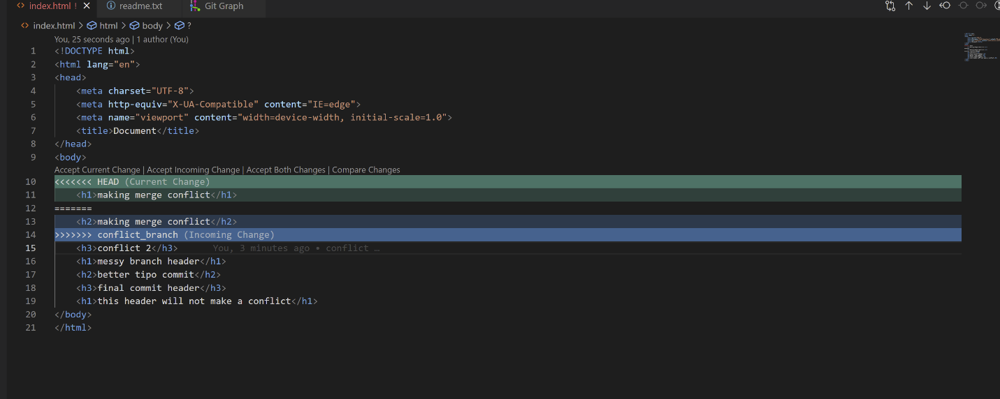 index.html ! readme.txt Git Graph
index.html > html > body > ?
You, 25 seconds ago | 1 author (You)
1 <!DOCTYPE html>
2 <html lang="en">
3 <head>
4 <meta charset="UTF-8">
5 <meta http-equiv="X-UA-Compatible" content="IE=edge">
6 <meta name="viewport" content="width=device-width, initial-scale=1.0">
7 <title>Document</title>
8 </head>
9 <body>
Accept Current Change | Accept Incoming Change | Accept Both Changes | Compare Changes
10 <<<<<<< HEAD (Current Change)
11 <h1>making merge conflict</h1>
12 =======
13 <h2>making merge conflict</h2>
14 >>>>>>> conflict_branch (Incoming Change)
15 <h3>conflict 2</h3> You, 3 minutes ago • conflict …
16 <h1>messy branch header</h1>
17 <h2>better tipo commit</h2>
18 <h3>final commit header</h3>
19 <h1>this header will not make a conflict</h1>
20 </body>
21 </html>